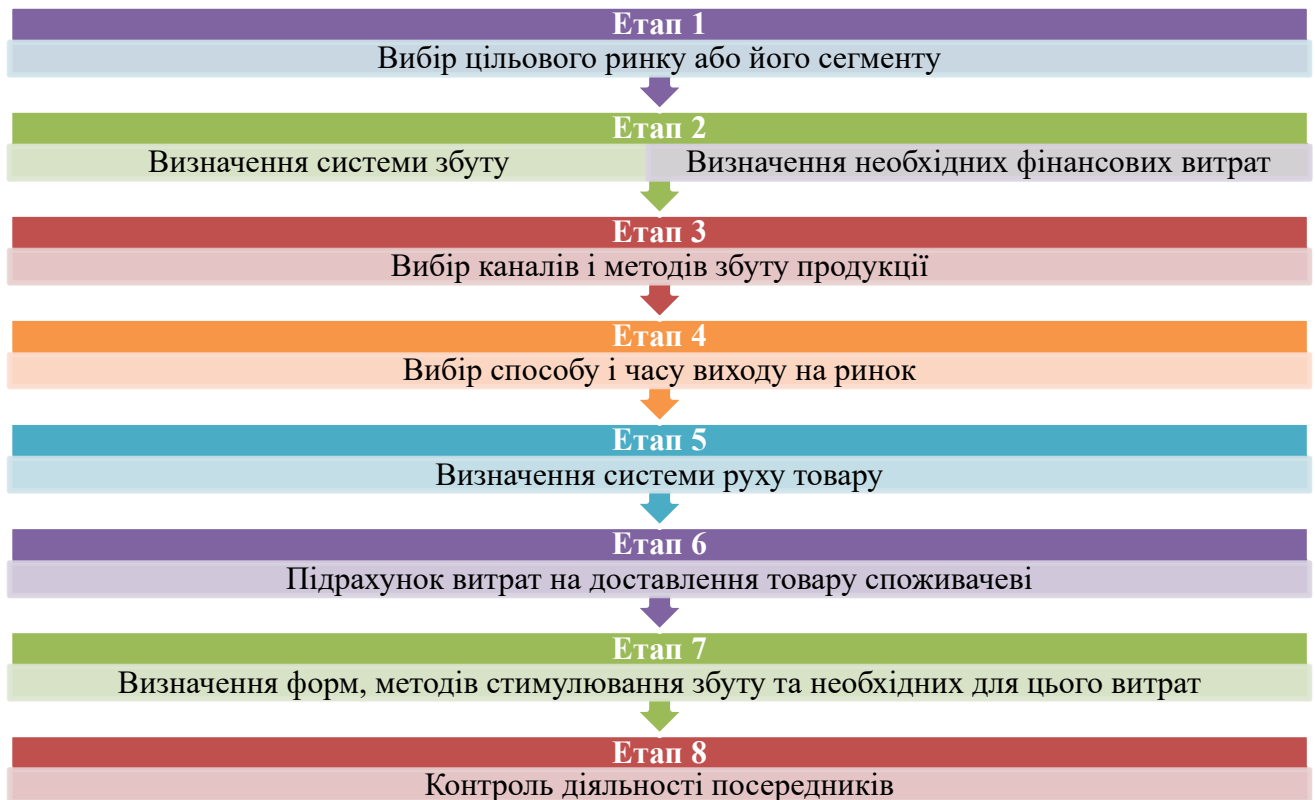 Етап 1
Вибір цільового ринку або його сегменту
Етап 2
Визначення системи збуту
Визначення необхідних фінансових витрат
Етап 3
Вибір каналів і методів збуту продукції
Етап 4
Вибір способу і часу виходу на ринок
Етап 5
Визначення системи руху товару
Етап 6
Підрахунок витрат на доставлення товару споживачеві
Етап 7
Визначення форм, методів стимулювання збуту та необхідних для цього витрат
Етап 8
Контроль діяльності посередників